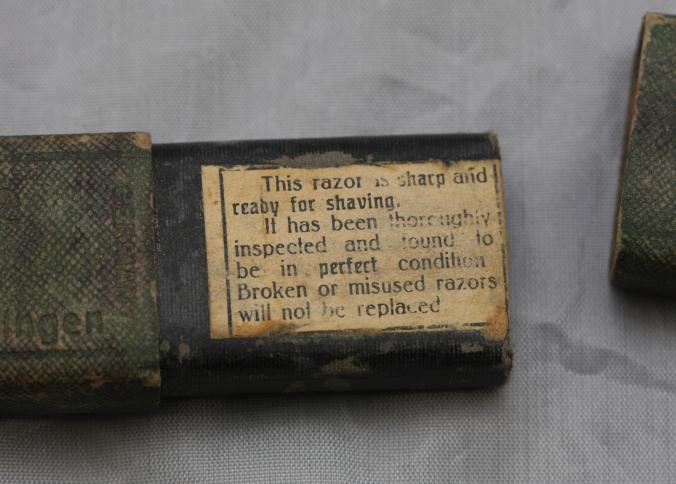 This razor is sharp and
ready for shaving.
It has been thoroughly
inspected and found to
be in perfect condition
Broken or misused razors
will not be replaced
ingen